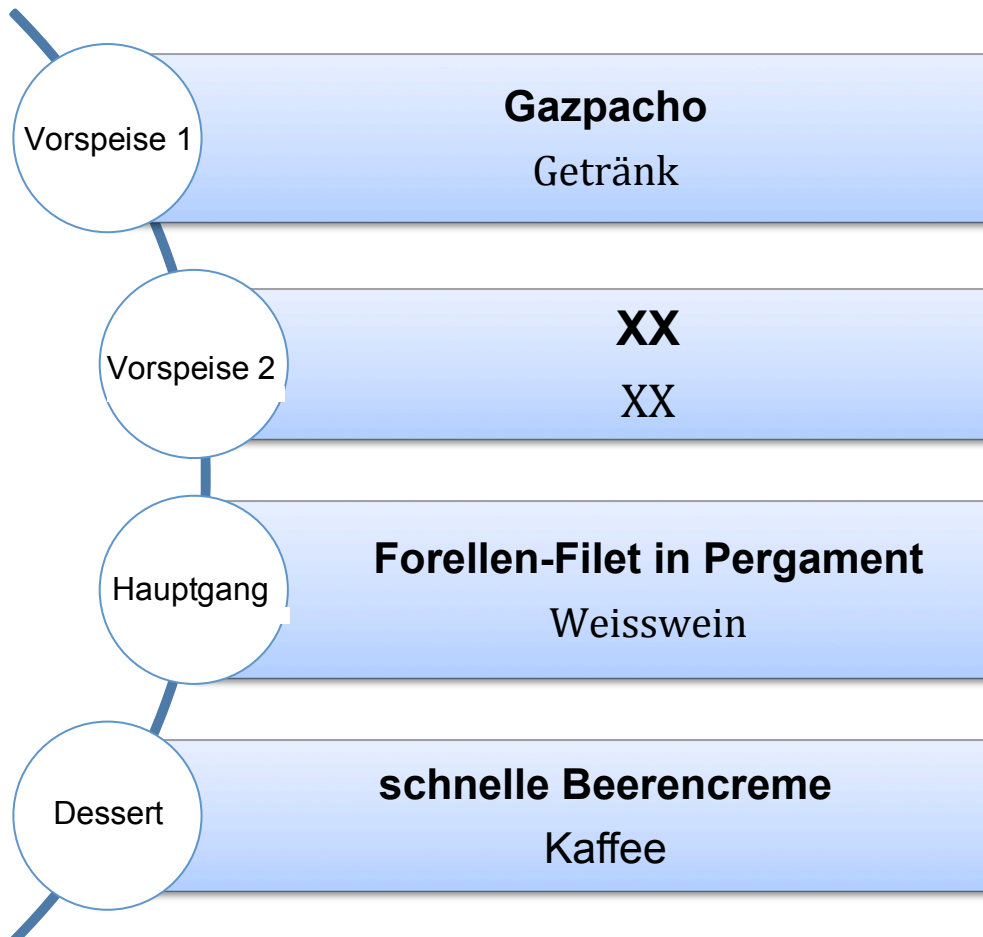 Vorspeise 1
Gazpacho
Getränk
Vorspeise 2
XX
XX
Hauptgang
Forellen-Filet in Pergament
Weisswein
Dessert
schnelle Beerencreme
Kaffee